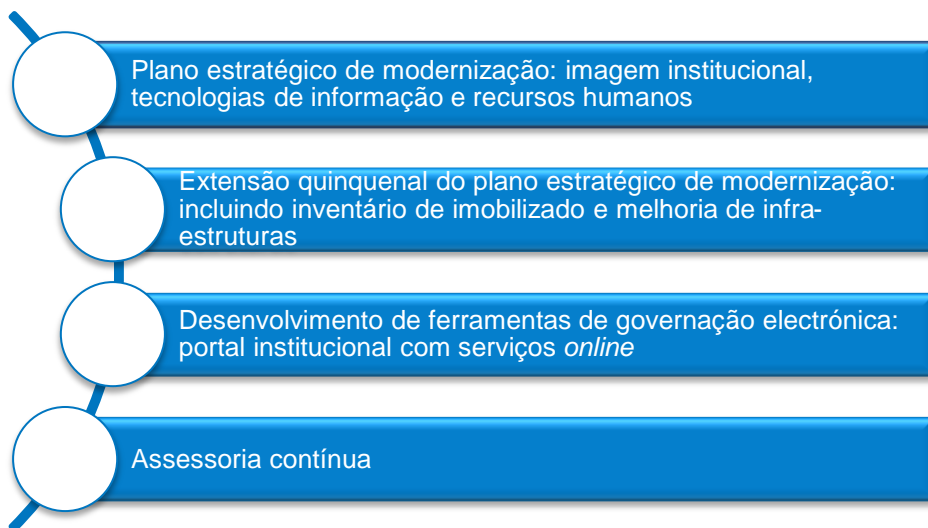 Plano estratégico de modernização: imagem institucional,
tecnologias de informação e recursos humanos
Extensão quinquenal do plano estratégico de modernização:
incluindo inventário de imobilizado e melhoria de infra-
estruturas
Desenvolvimento de ferramentas de governação electrónica:
portal institucional com serviços online
Assessoria contínua